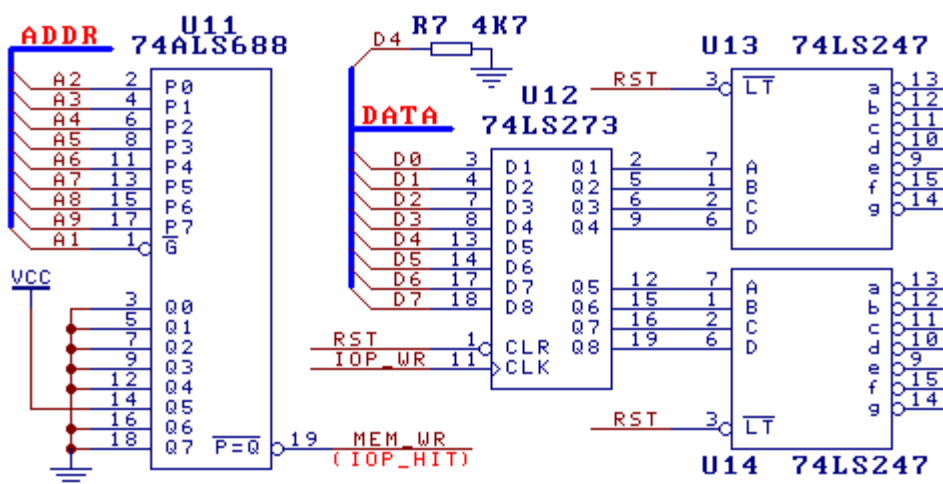 ADDR
U11
74ALS688
A2 2 P0
A3 4 P1
A4 6 P2
A5 8 P3
A6 11 P4
A7 13 P5
A8 15 P6
A9 17 P7
A1 1 G
VCC
3 Q0
5 Q1
7 Q2
9 Q3
12 Q4
14 Q5
16 Q6
18 Q7
P=Q 19 MEM_WR
(IOP_HIT)
D4
R7 4K7
DATA
U12
74LS273
D0 3 D1 Q1 2
D1 4 D2 Q2 5
D2 7 D3 Q3 6
D3 8 D4 Q4 9
D4 13 D5
D5 14 D6 Q5 12
D6 17 D7 Q6 15
D7 18 D8 Q7 16
RST 1 CLR Q8 19
IOP_WR 11 CLK
U13 74LS247
RST 3 LT
7 A
1 B
2 C
6 D
a 13
b 12
c 11
d 10
e 9
f 15
g 14
7 A
1 B
2 C
6 D
a 13
b 12
c 11
d 10
e 9
f 15
g 14
RST 3 LT
U14 74LS247